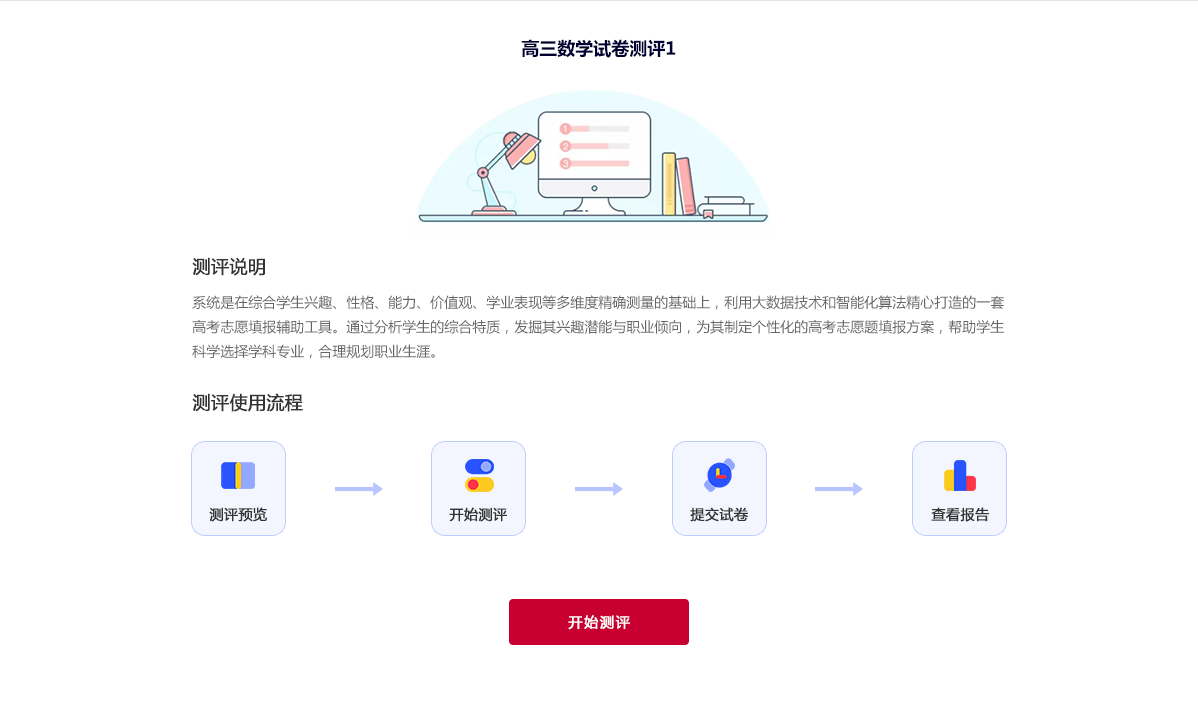 高三数学试卷测评1
1
2
3
测评说明
系统是在综合学生兴趣、性格、能力、价值观、学业表现等多维度精确测量的基础上，利用大数据技术和智能化算法精心打造的一套
高考志愿填报辅助工具。通过分析学生的综合特质，发掘其兴趣潜能与职业倾向，为其制定个性化的高考志愿题填报方案，帮助学生
科学选择学科专业，合理规划职业生涯。
测评使用流程
测评预览
开始测评
提交试卷
查看报告
开始测评